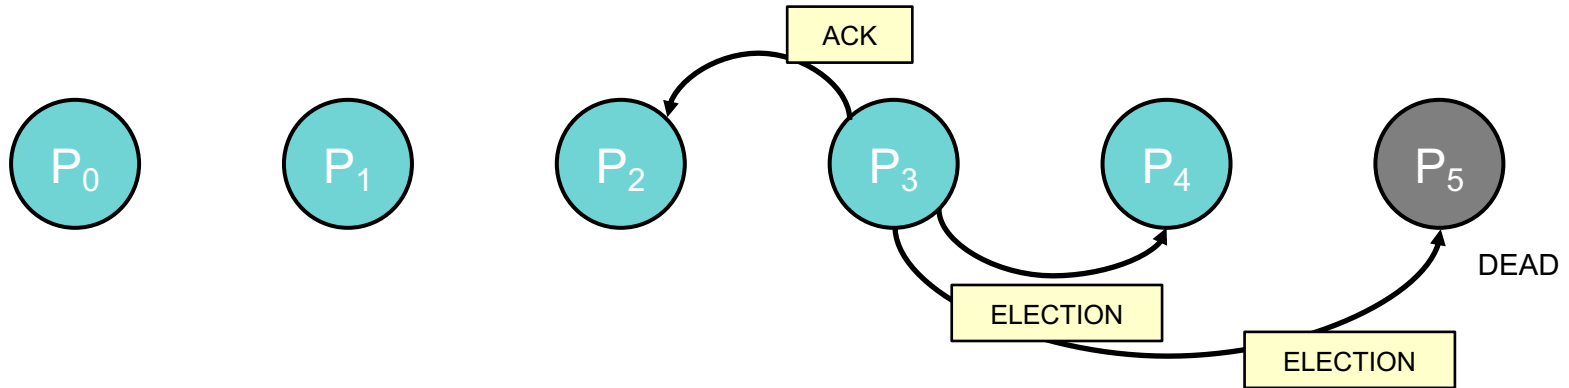 ACK
P₀ P₁ P₂ P₃ P₄ P₅
DEAD
ELECTION
ELECTION